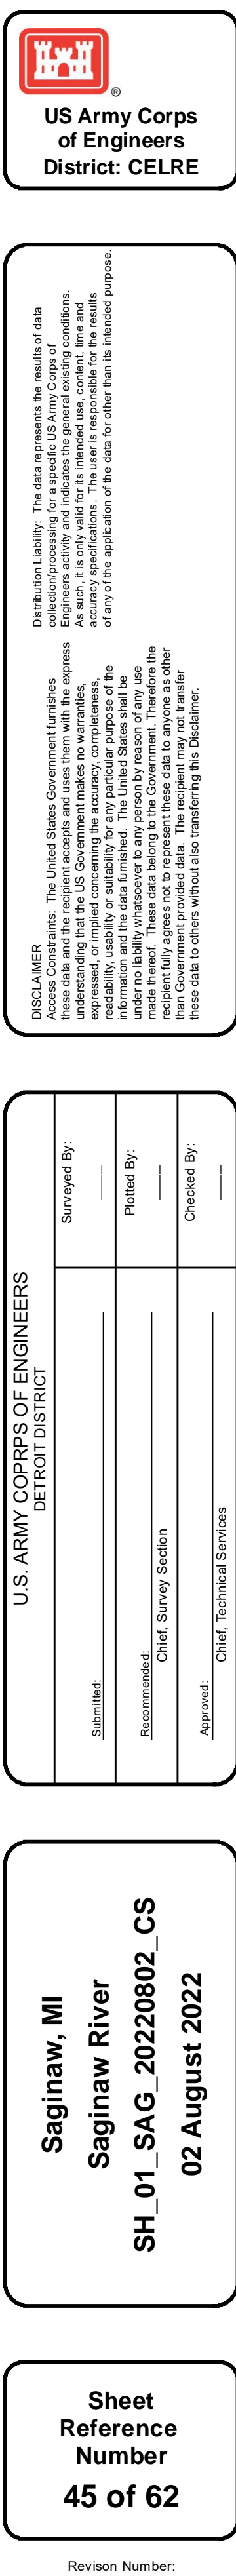 ®
US Army Corps
of Engineers
District: CELRE
DISCLAIMER
Access Constraints: The United States Government furnishes
these data and the recipient accepts and uses them with the express
understanding that the US Government makes no warranties,
expressed, or implied concerning the accuracy, completeness,
readability, usability or suitability for any particular purpose of the
information and the data furnished. The United States shall be
under no liability whatsoever to any person by reason of any use
made thereof. These data belong to the Government. Therefore the
recipient fully agrees not to represent these data to anyone as other
than Government provided data. The recipient may not transfer
these data to others without also transferring this Disclaimer.
Distribution Liability: The data represents the results of data
collection/processing for a specific US Army Corps of
Engineers activity and indicates the general existing conditions.
As such, it is only valid for its intended use, content, time and
accuracy specifications. The user is responsible for the results
of any of the application of the data for other than its intended purpose.
U.S. ARMY COPRPS OF ENGINEERS
DETROIT DISTRICT
Submitted:
Surveyed By:
Recommended:
Chief, Survey Section
Plotted By:
Approved:
Chief, Technical Services
Checked By:
Saginaw, MI
Saginaw River
SH_01_SAG_20220802_CS
02 August 2022
Sheet
Reference
Number
45 of 62
Revison Number: